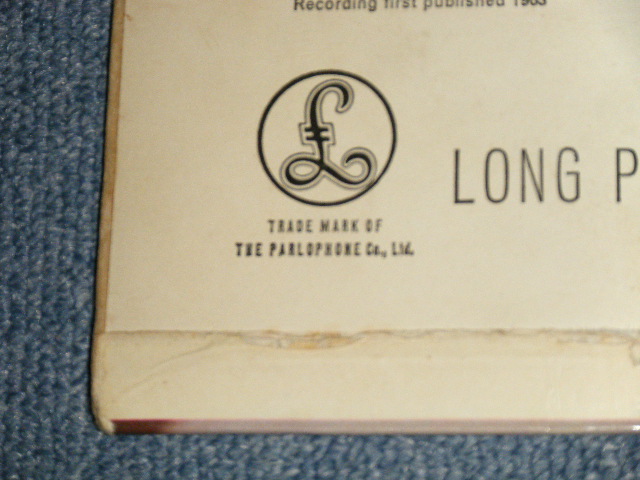 Recording first published 1963
£
TRADE MARK OF
THE PARLOPHONE Co., Ltd.
LONG P